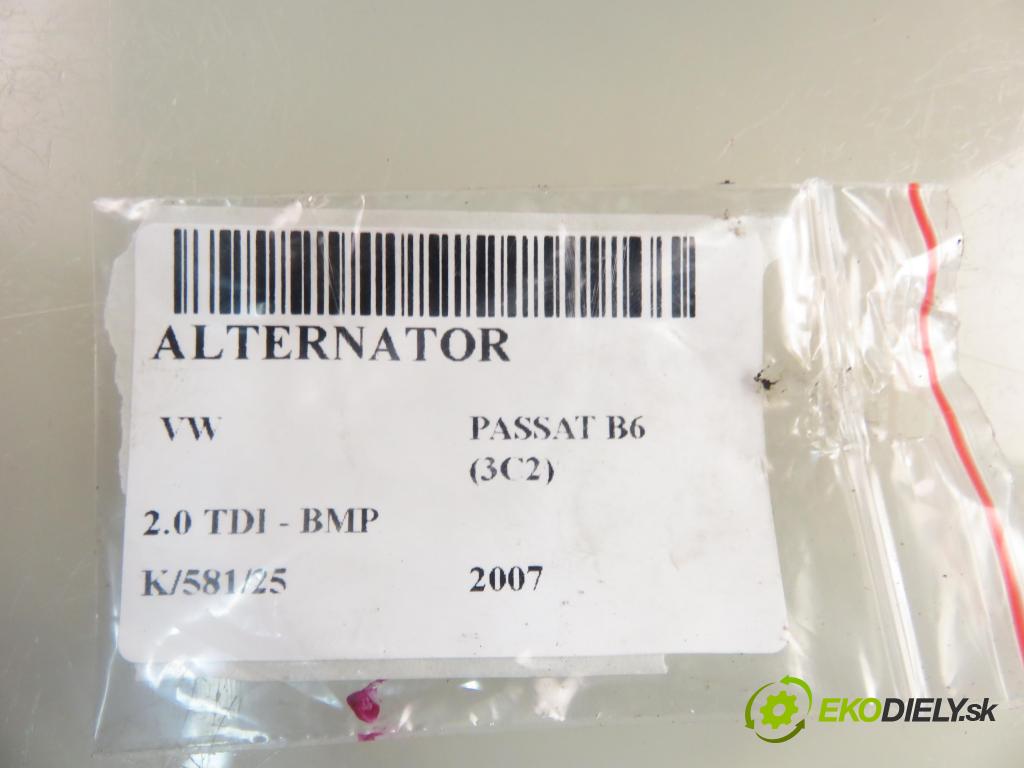 ALTERNATOR
VW PASSAT B6
(3C2)
2.0 TDI - BMP
K/581/25 2007
EKODIELY.sk